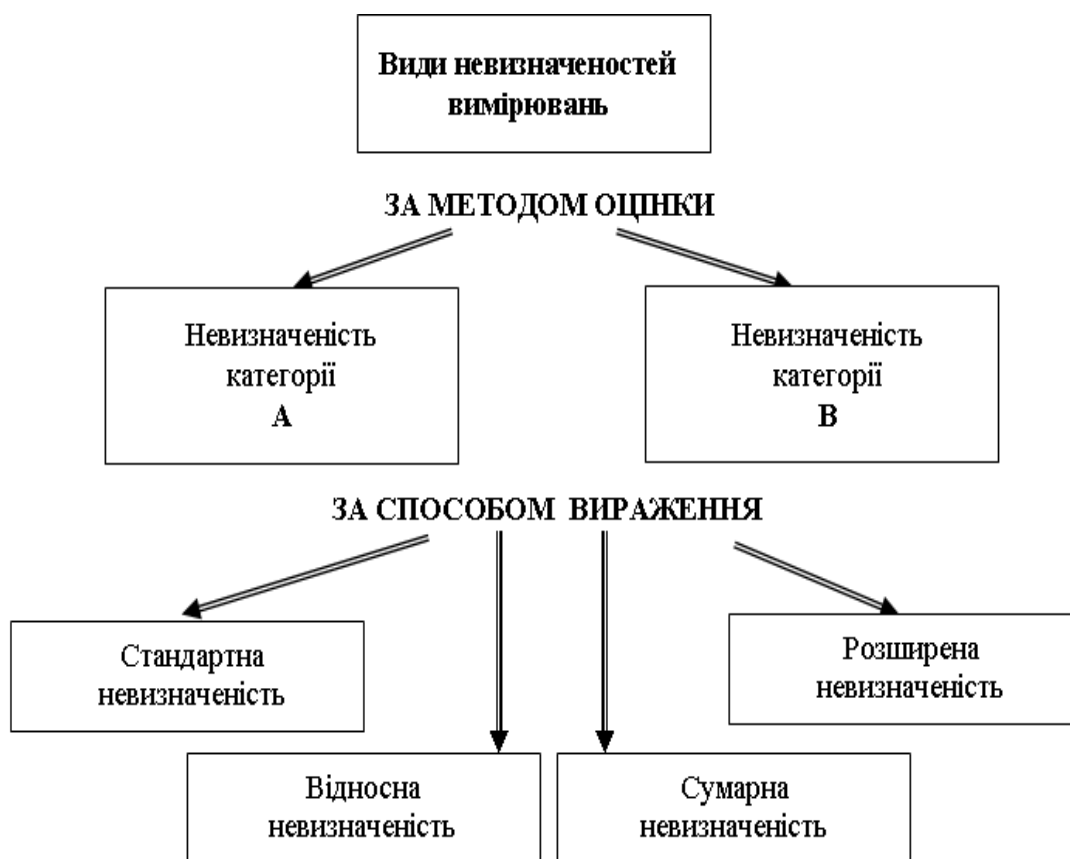 Види невизначеностей
вимірювань
ЗА МЕТОДОМ ОЦІНКИ
Невизначеність
категорії
А
Невизначеність
категорії
В
ЗА СПОСОБОМ ВИРАЖЕННЯ
Стандартна
невизначеність
Розширена
невизначеність
Відносна
невизначеність
Сумарна
невизначеність